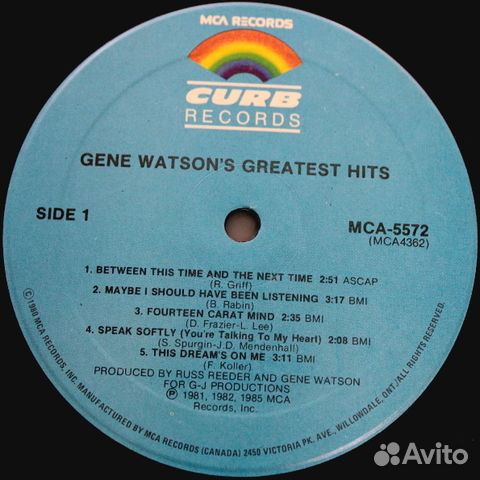 MCA RECORDS
CURB
RECORDS
GENE WATSON'S GREATEST HITS
SIDE 1
MCA-5572
(MCA4362)
1. BETWEEN THIS TIME AND THE NEXT TIME 2:51 ASCAP
(R. Griff)
2. MAYBE I SHOULD HAVE BEEN LISTENING 3:17 BMI
(B. Rabin)
3. FOURTEEN CARAT MIND 2:35 BMI
(D. Frazier-L. Lee)
4. SPEAK SOFTLY (You're Talking To My Heart) 2:08 BMI
(S. Spurgin-J.D. Mendenhall)
5. THIS DREAM'S ON ME 3:11 BMI
(F. Koller)
PRODUCED BY RUSS REEDER AND GENE WATSON
FOR G-J PRODUCTIONS
℗ 1981, 1982, 1985 MCA
Records, Inc.
© 1980 MCA RECORDS, INC. MANUFACTURED BY MCA RECORDS (CANADA) 2450 VICTORIA PK. AVE., WILLOWDALE, ONT./ALL RIGHTS RESERVED.
Avito